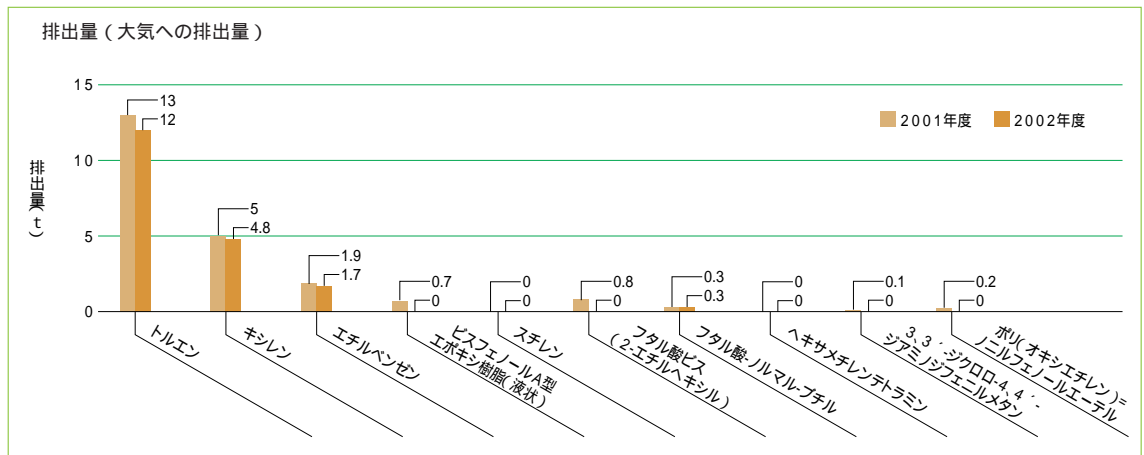 排出量(大気への排出量)
15
10
5
0
排出量(t)
2001年度 2002年度
13
12
5
4.8
1.9
1.7
0.7
0
0
0
0.8
0
0.3
0.3
0
0
0.1
0
0.2
0
トルエン
キシレン
エチルベンゼン
ビスフェノールA型
エポキシ樹脂(液状)
スチレン
フタル酸ビス
(2-エチルヘキシル)
フタル酸-ノルマル-ブチル
ヘキサメチレンテトラミン
3、3´-ジクロロ-4、4´-
ジアミノジフェニルメタン
ポリ(オキシエチレン)=
ノニルフェノールエーテル